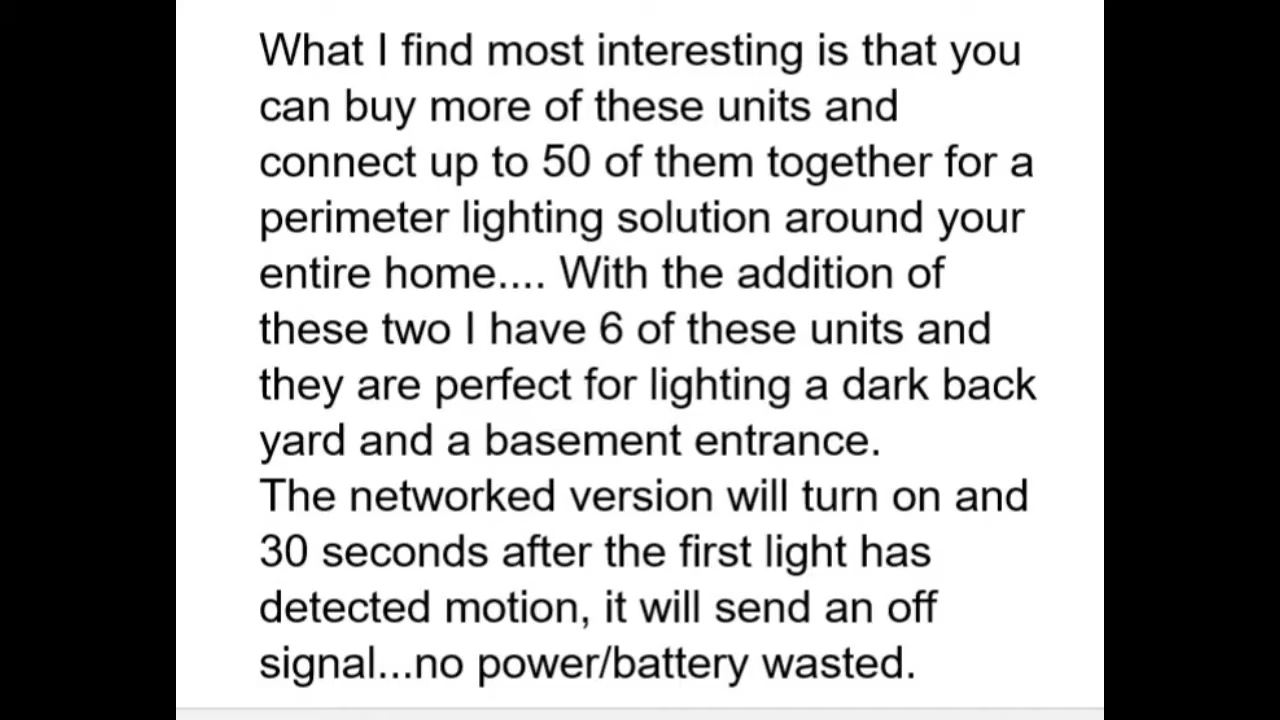 What I find most interesting is that you
can buy more of these units and
connect up to 50 of them together for a
perimeter lighting solution around your
entire home.... With the addition of
these two I have 6 of these units and
they are perfect for lighting a dark back
yard and a basement entrance.
The networked version will turn on and
30 seconds after the first light has
detected motion, it will send an off
signal...no power/battery wasted.